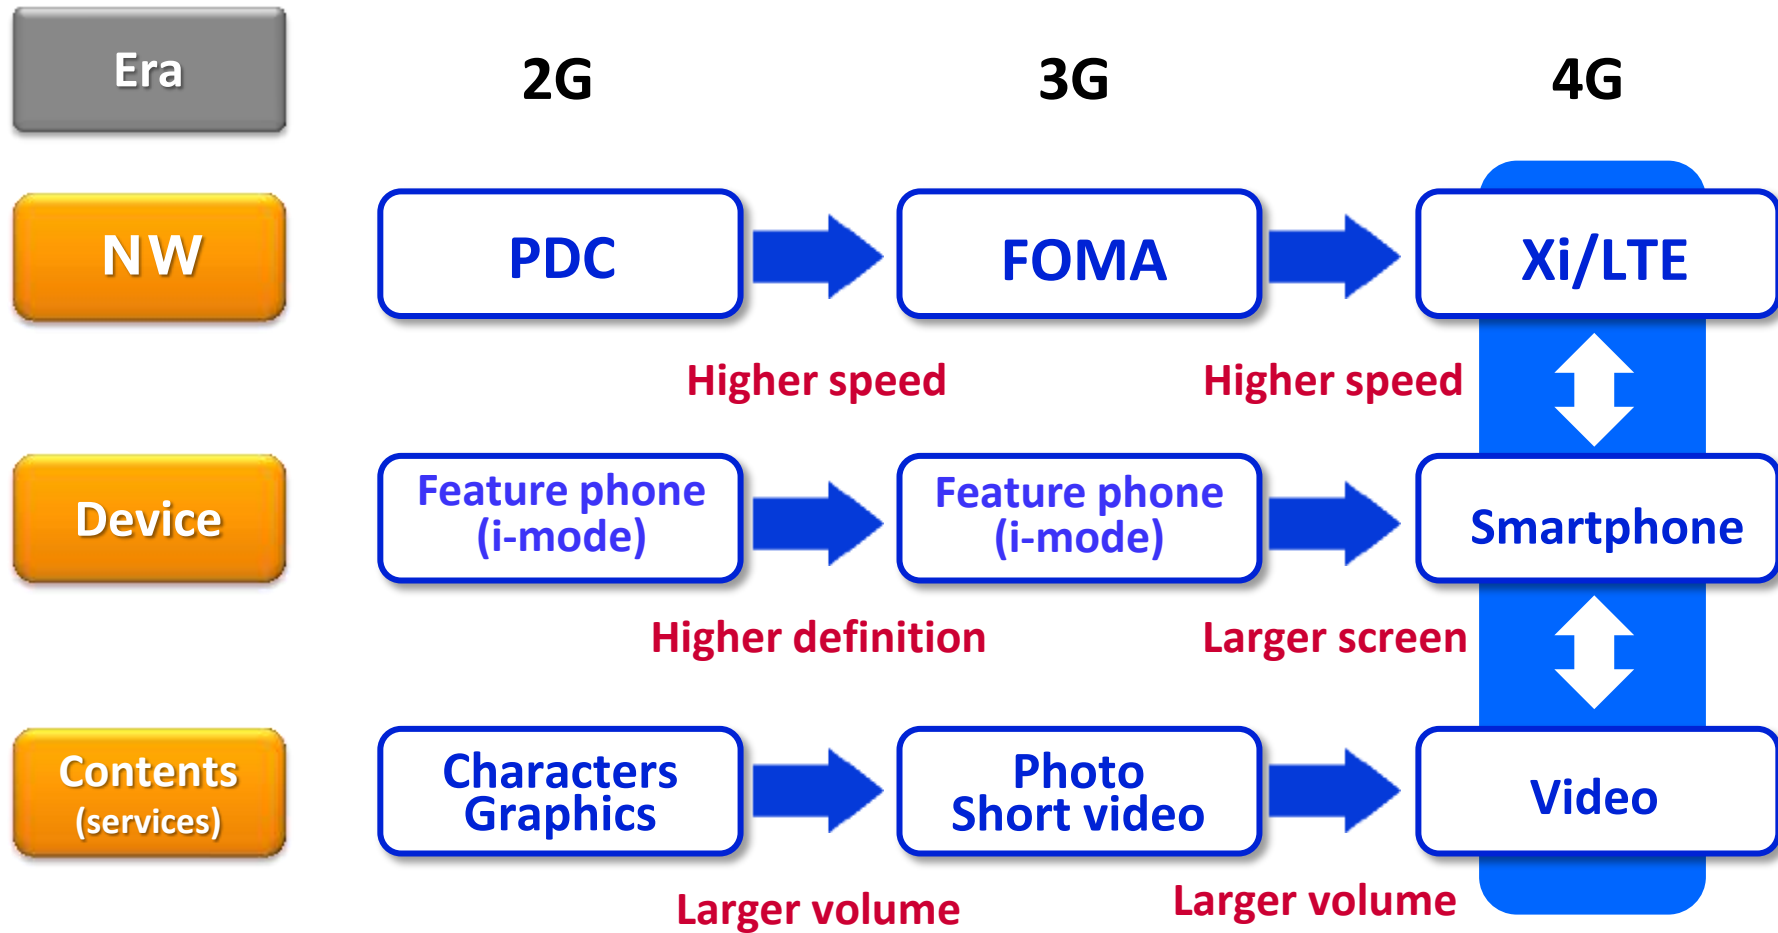 Era
2G
3G
4G
NW
PDC
FOMA
Xi/LTE
Higher speed
Higher speed
Device
Feature phone
(i-mode)
Feature phone
(i-mode)
Smartphone
Higher definition
Larger screen
Contents
(services)
Characters
Graphics
Photo
Short video
Video
Larger volume
Larger volume